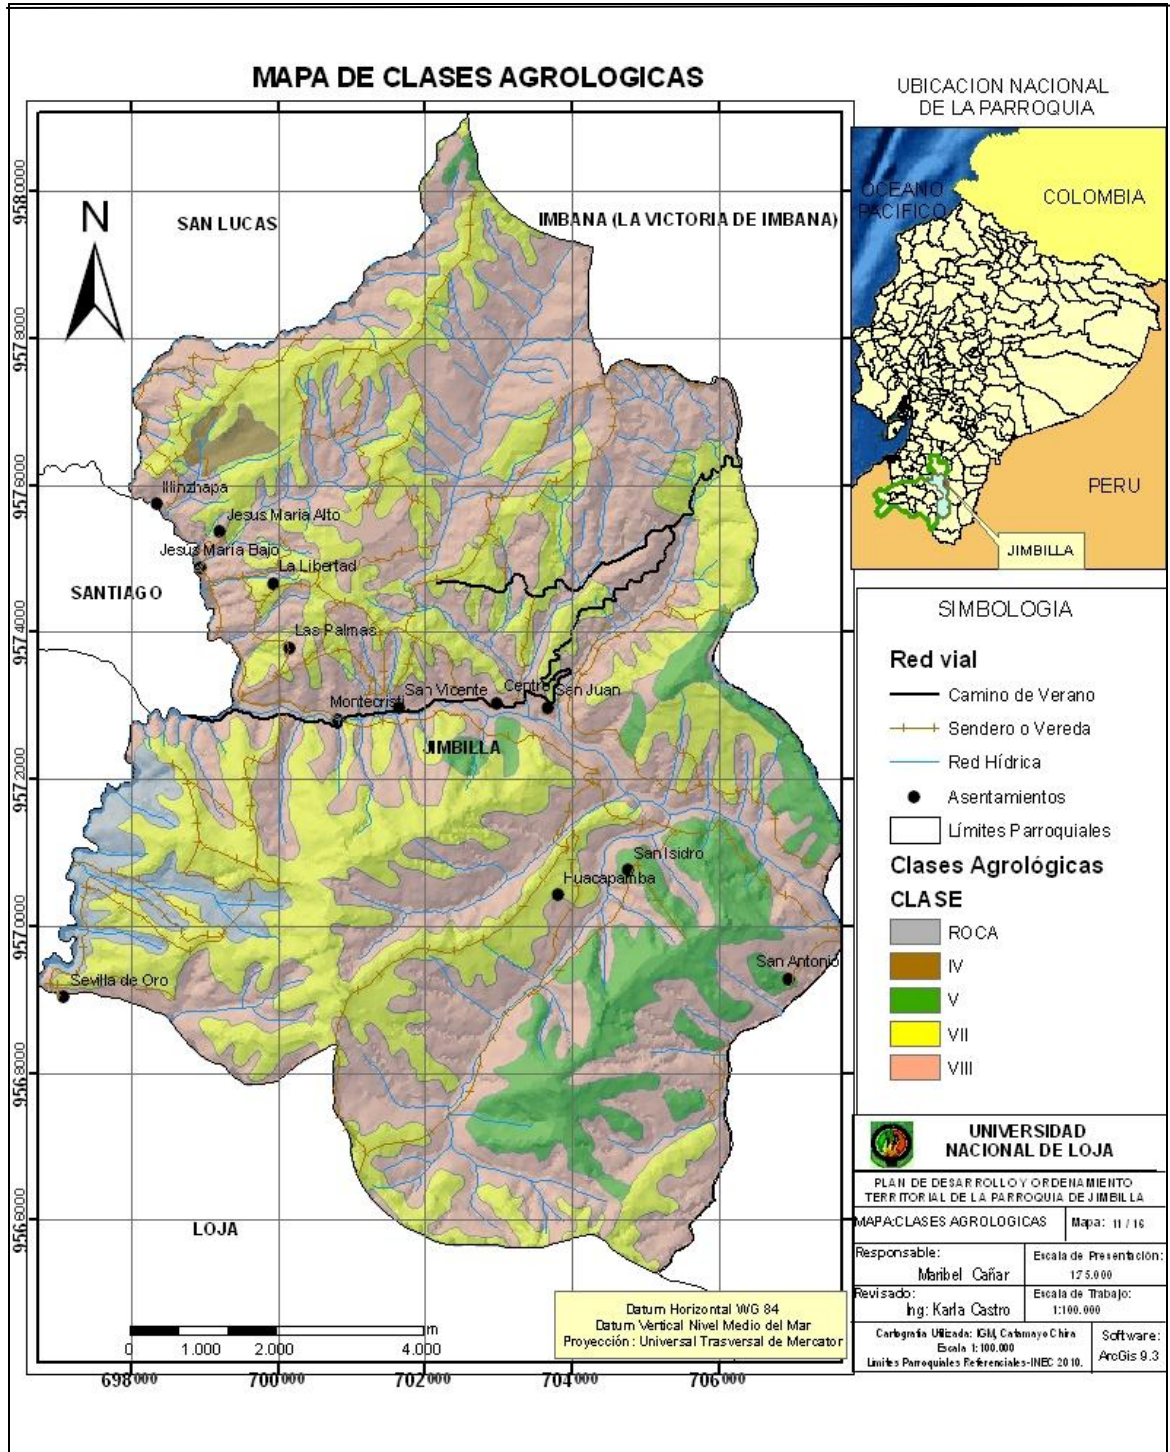 MAPA DE CLASES AGROLOGICAS
UBICACION NACIONAL
DE LA PARROQUIA
OCEANO
PACIFICO
COLOMBIA
PERU
JIMBILLA
N
SAN LUCAS
IMBANA (LA VICTORIA DE IMBANA)
Illinzhapa
Jesus Maria Alto
Jesus Maria Bajo
La Libertad
SANTIAGO
Las Palmas
Montecristi
San Vicente
Centro
San Juan
JIMBILLA
San Isidro
Huacapamba
San Antonio
Sevilla de Oro
LOJA
9580000
9578000
9576000
9574000
9572000
9570000
9568000
9566000
698000
700000
702000
704000
706000
0 1.000 2.000 4.000
m
Datum Horizontal WG 84
Datum Vertical Nivel Medio del Mar
Proyección: Universal Trasversal de Mercator
SIMBOLOGIA
Red vial
Camino de Verano
Sendero o Vereda
Red Hídrica
Asentamientos
Límites Parroquiales
Clases Agrológicas
CLASE
ROCA
IV
V
VII
VIII
UNIVERSIDAD
NACIONAL DE LOJA
PLAN DE DESARROLLO Y ORDENAMIENTO
TERRITORIAL DE LA PARROQUIA DE JIMBILLA
MAPA:CLASES AGROLOGICAS
Mapa: 11 / 16
Responsable:
Maribel Cañar
Escala de Presentación:
1:75.000
Revisado:
Ing: Karla Castro
Escala de Trabajo:
1:100.000
Cartografía Utilizada: IGM, Catamayo Chira
Escala 1:100.000
Limites Parroquiales Referenciales-INEC 2010.
Software:
ArcGis 9.3